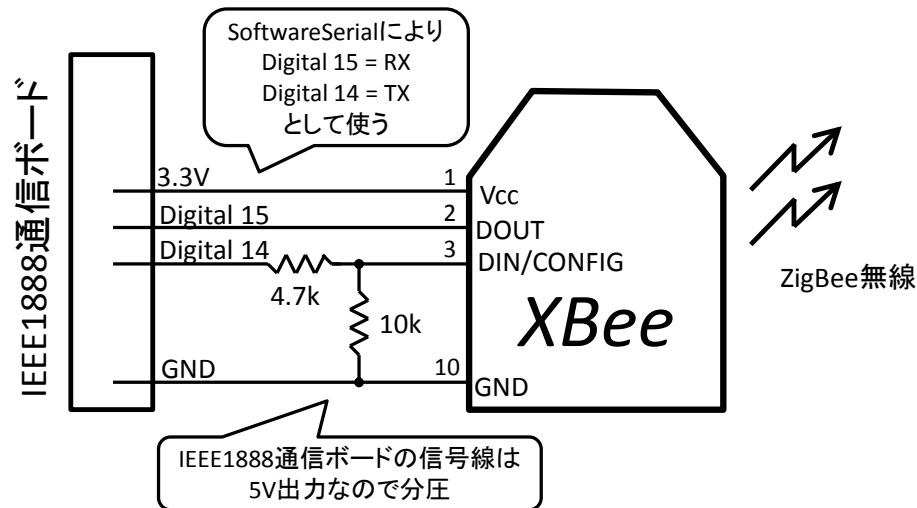 SoftwareSerialにより
Digital 15 = RX
Digital 14 = TX
として使う
IEEE1888通信ボード
3.3V
1
Vcc
Digital 15
2
DOUT
Digital 14
3
DIN/CONFIG
4.7k
10k
XBee
ZigBee無線
GND
10
GND
IEEE1888通信ボードの信号線は
5V出力なので分圧